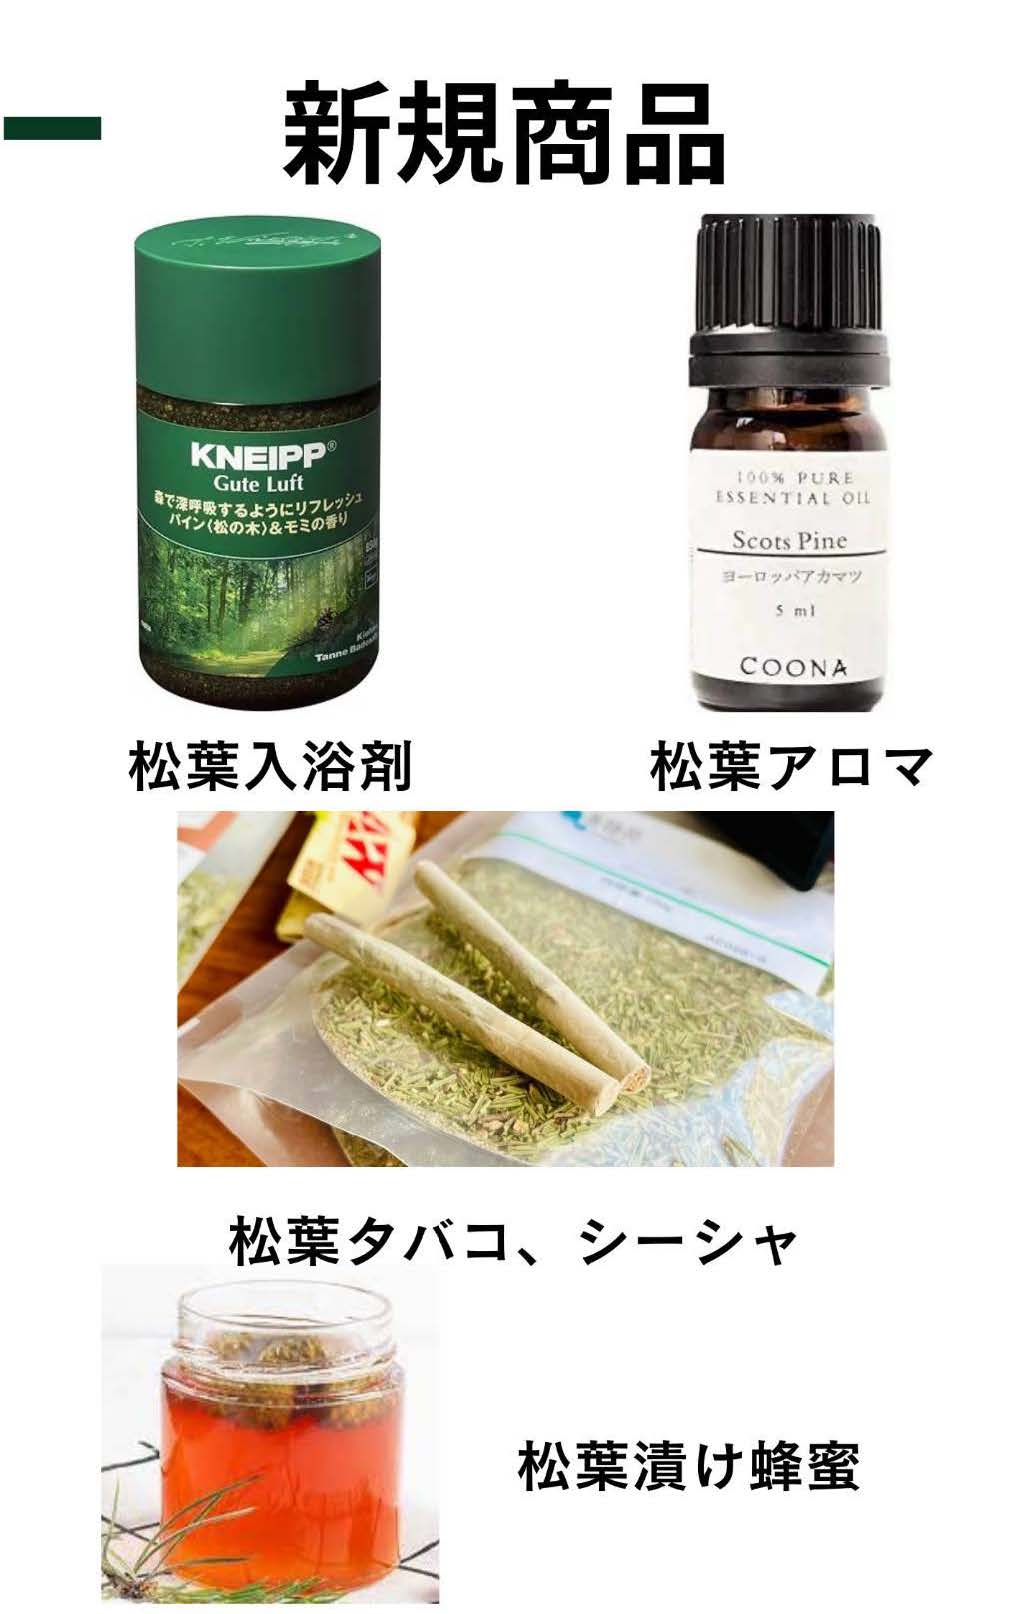 新規商品
KNEIPP®
Gute Luft
森で深呼吸するようにリフレッシュ
パイン〈松の木〉&モミの香り
Tanne
100% PURE
ESSENTIAL OIL
Scots Pine
ヨーロッパアカマツ
5 ml
COONA
松葉入浴剤
松葉アロマ
松葉タバコ、シーシャ
松葉漬け蜂蜜